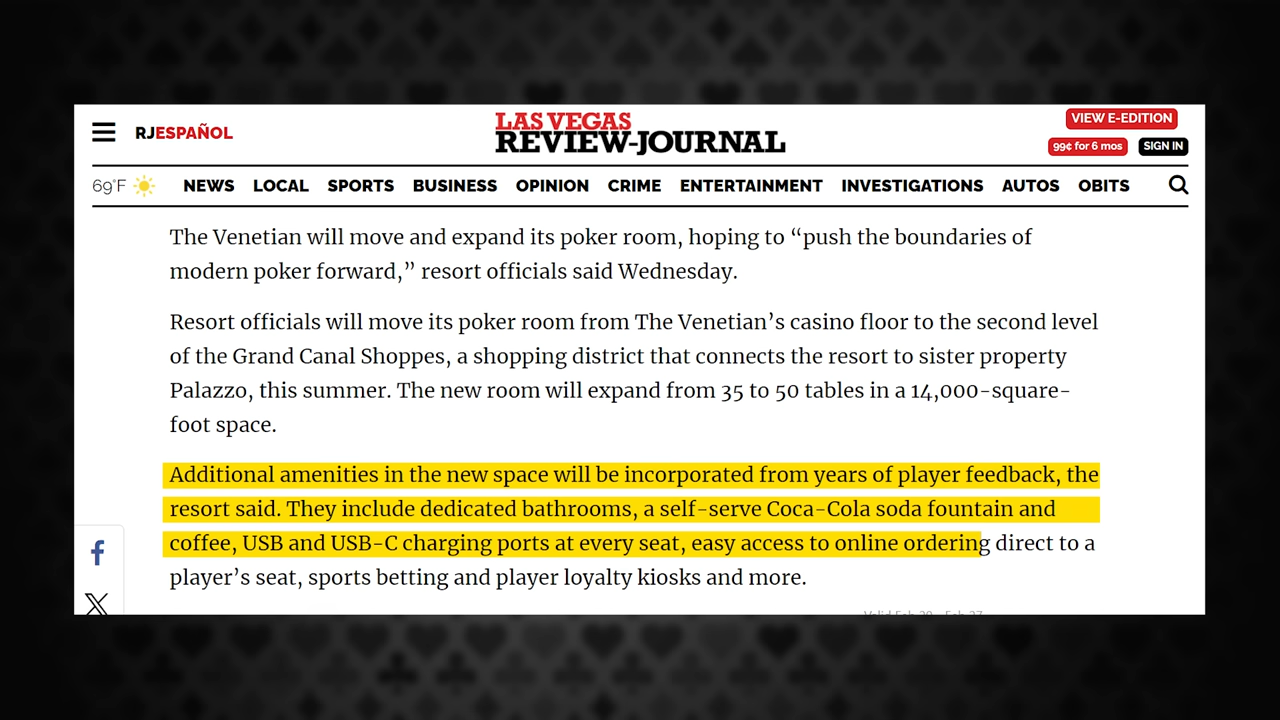 RJESPAÑOL
LAS VEGAS
REVIEW-JOURNAL
VIEW E-EDITION
99¢ for 6 mos
SIGN IN
69°F
NEWS LOCAL SPORTS BUSINESS OPINION CRIME ENTERTAINMENT INVESTIGATIONS AUTOS OBITS
The Venetian will move and expand its poker room, hoping to “push the boundaries of
modern poker forward,” resort officials said Wednesday.
Resort officials will move its poker room from The Venetian’s casino floor to the second level
of the Grand Canal Shoppes, a shopping district that connects the resort to sister property
Palazzo, this summer. The new room will expand from 35 to 50 tables in a 14,000-square-
foot space.
Additional amenities in the new space will be incorporated from years of player feedback, the
resort said. They include dedicated bathrooms, a self-serve Coca-Cola soda fountain and
coffee, USB and USB-C charging ports at every seat, easy access to online ordering direct to a
player’s seat, sports betting and player loyalty kiosks and more.